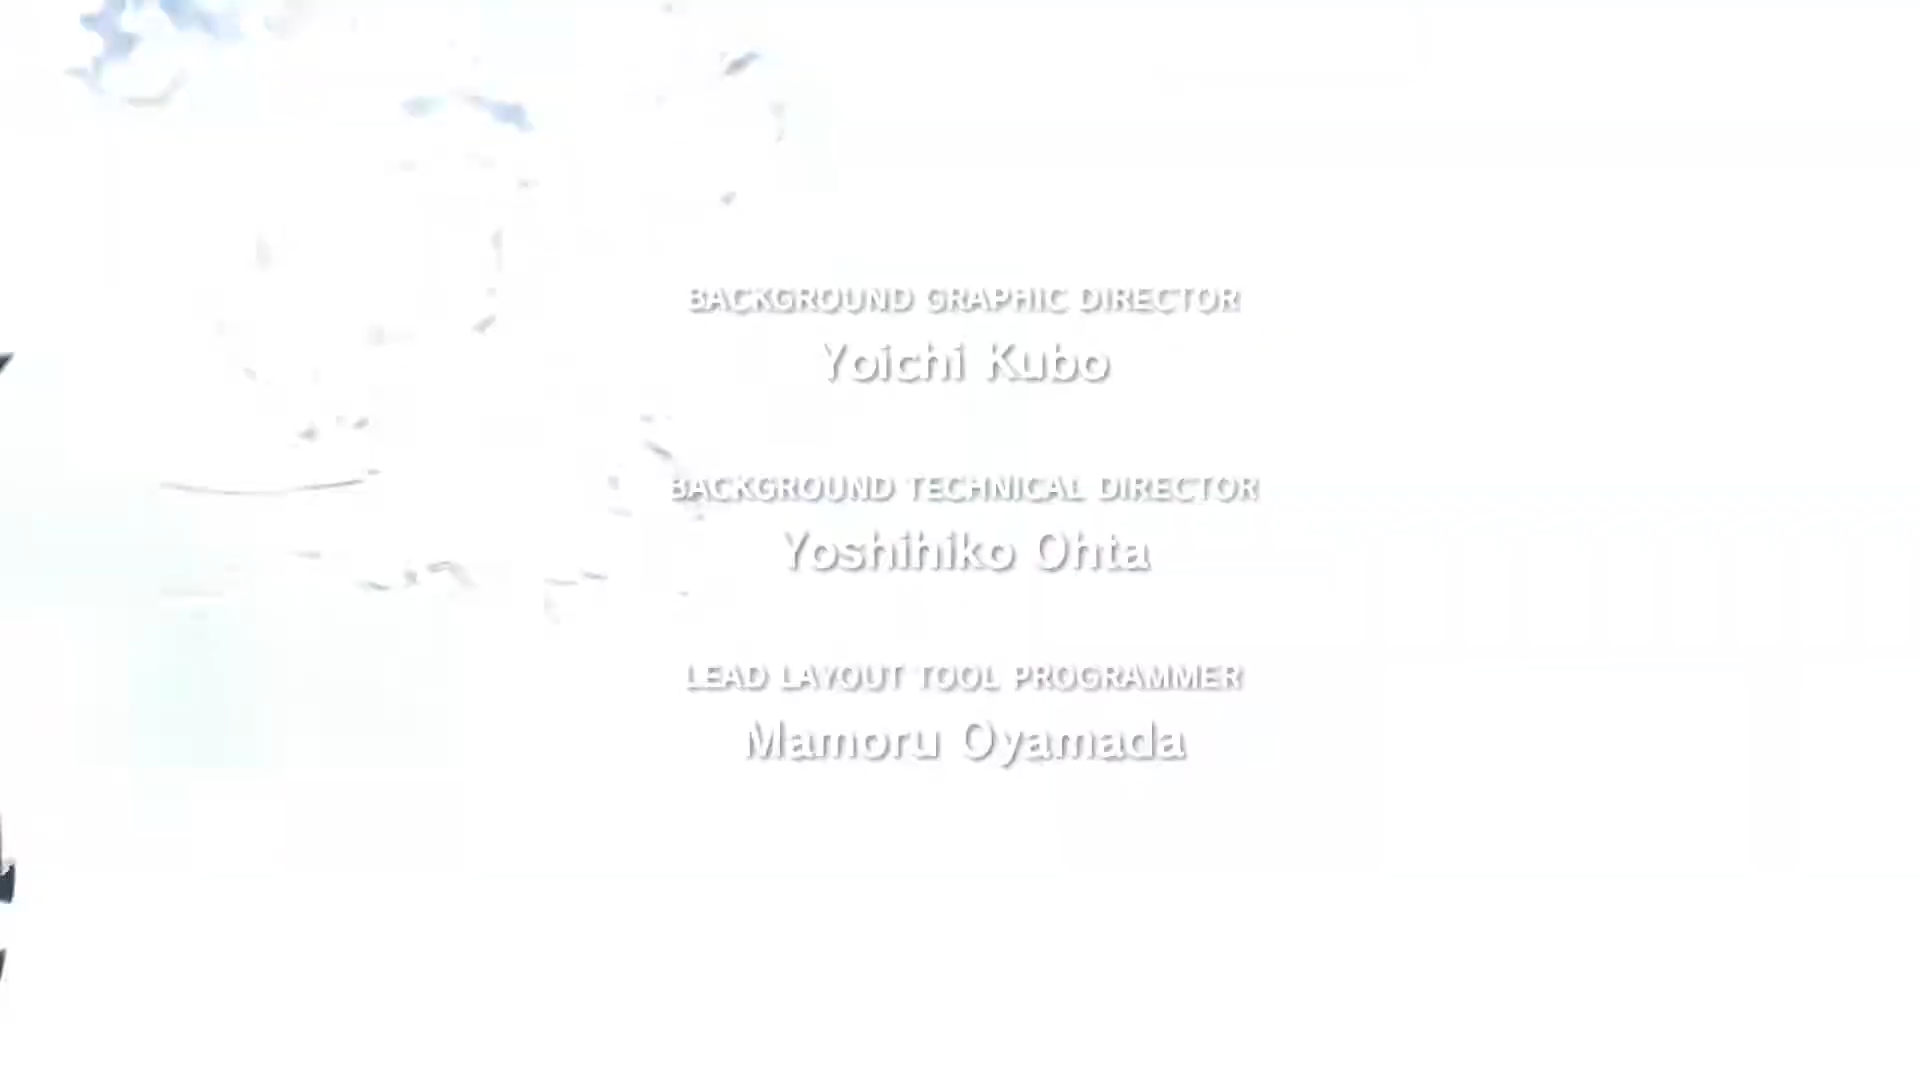 BACKGROUND GRAPHIC DIRECTOR
Yoichi Kubo
BACKGROUND TECHNICAL DIRECTOR
Yoshihiko Ohta
LEAD LAYOUT TOOL PROGRAMMER
Mamoru Oyamada